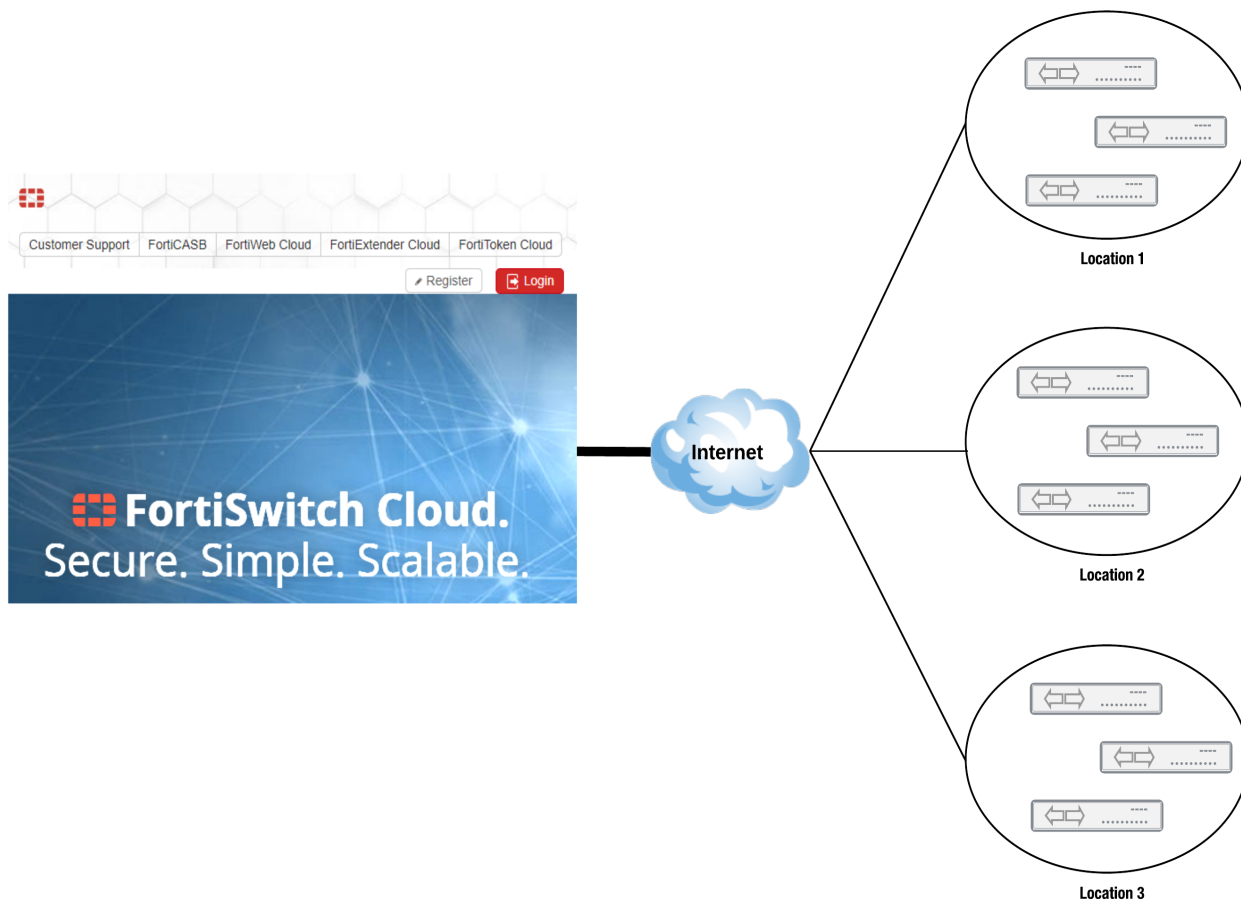 Customer Support FortiCASB FortiWeb Cloud FortiExtender Cloud FortiToken Cloud
Register Login
FortiSwitch Cloud.
Secure. Simple. Scalable.
Internet
Location 1
Location 2
Location 3